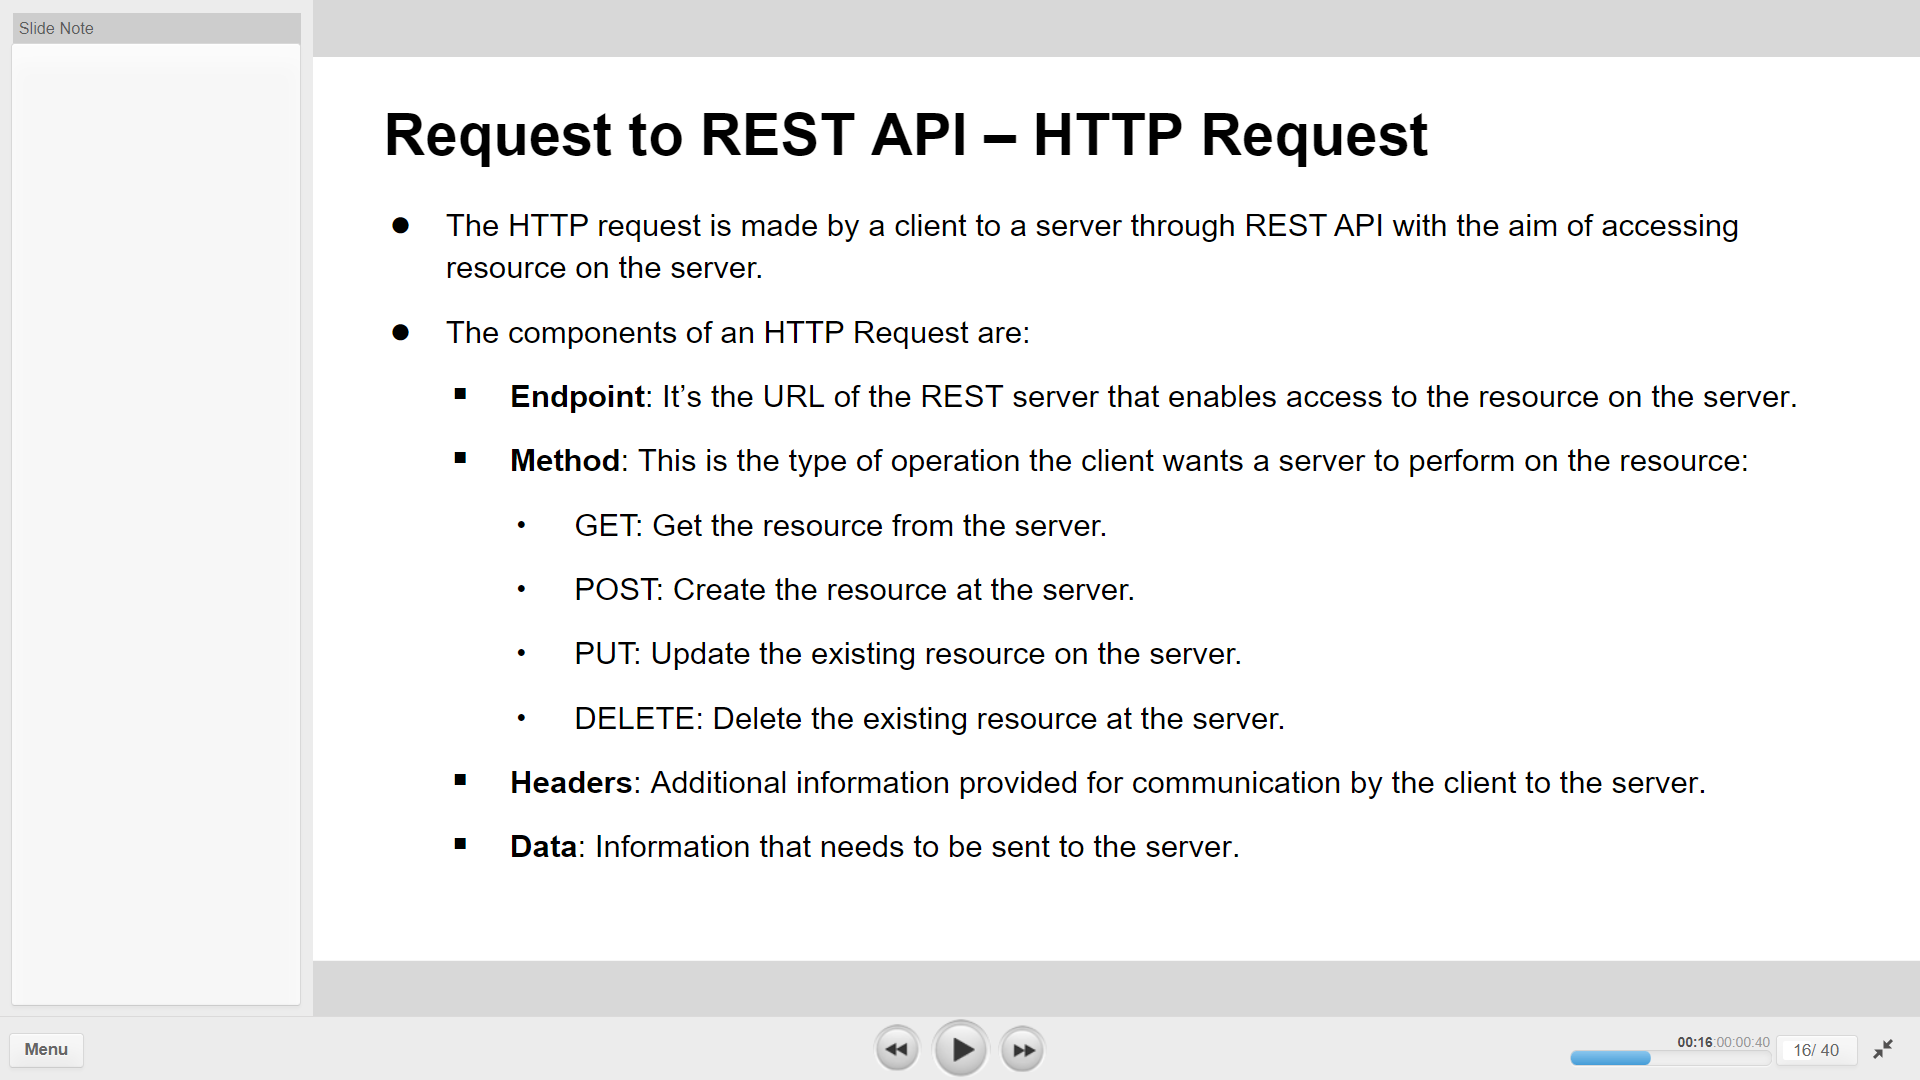 Slide Note
Request to REST API – HTTP Request
● The HTTP request is made by a client to a server through REST API with the aim of accessing
resource on the server.
● The components of an HTTP Request are:
▪ Endpoint: It’s the URL of the REST server that enables access to the resource on the server.
▪ Method: This is the type of operation the client wants a server to perform on the resource:
• GET: Get the resource from the server.
• POST: Create the resource at the server.
• PUT: Update the existing resource on the server.
• DELETE: Delete the existing resource at the server.
▪ Headers: Additional information provided for communication by the client to the server.
▪ Data: Information that needs to be sent to the server.
Menu
00:16:00:00:40
16/ 40